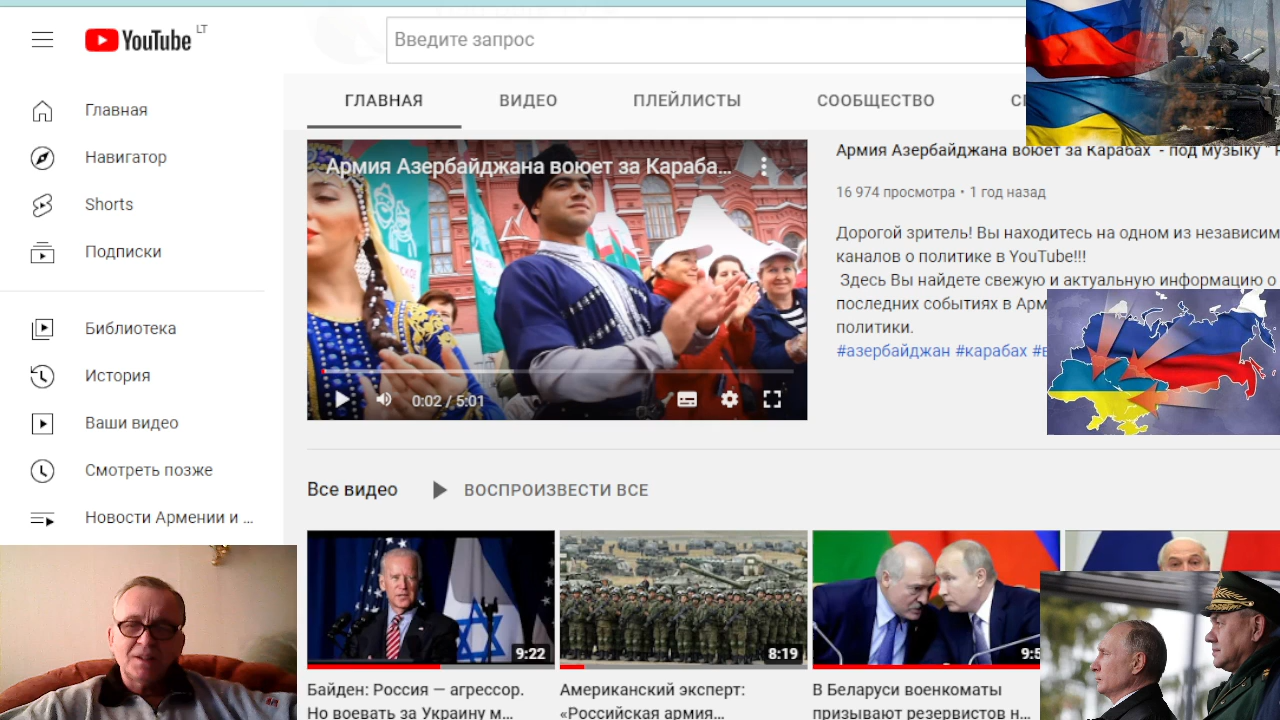 YouTube LT
Введите запрос
Главная
Навигатор
Shorts
Подписки
Библиотека
История
Ваши видео
Смотреть позже
Новости Армении и ...
ГЛАВНАЯ
ВИДЕО
ПЛЕЙЛИСТЫ
СООБЩЕСТВО
Армия Азербайджана воюет за Караба...
0:02 / 5:01
Армия Азербайджана воюет за Карабах - под музыку
16 974 просмотра • 1 год назад
Дорогой зритель! Вы находитесь на одном из независим
каналов о политике в YouTube!!!
Здесь Вы найдете свежую и актуальную информацию о
последних событиях в Арм
политики.
#азербайджан #карабах
Все видео
ВОСПРОИЗВЕСТИ ВСЕ
9:22
8:19
9:5
Байден: Россия — агрессор.
Но воевать за Украину м...
Американский эксперт:
«Российская армия...
В Беларуси военкоматы
призывают резервистов н...